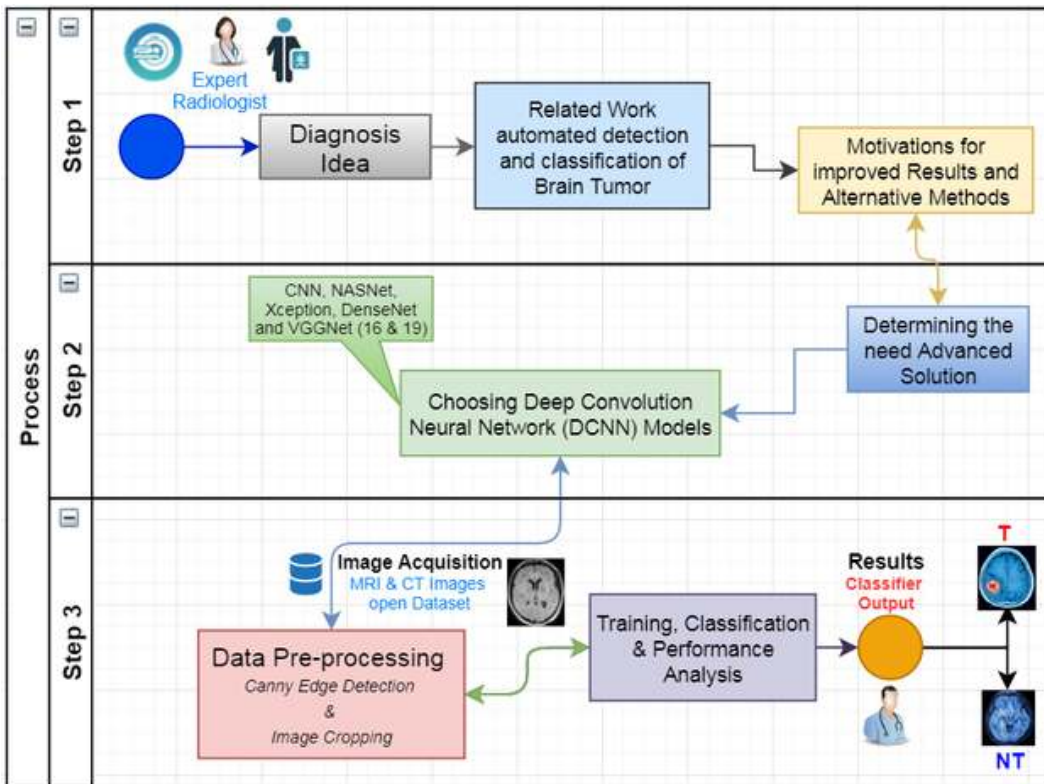 Process
Step 1
Expert
Radiologist
Diagnosis
Idea
Related Work
automated detection
and classification of
Brain Tumor
Motivations for
improved Results and
Alternative Methods
Step 2
CNN, NASNet,
Xception, DenseNet
and VGGNet (16 & 19)
Determining the
need Advanced
Solution
Choosing Deep Convolution
Neural Network (DCNN) Models
Step 3
Image Acquisition
MRI & CT Images
open Dataset
Data Pre-processing
Canny Edge Detection
&
Image Cropping
Training, Classification
& Performance
Analysis
Results
Classifier
Output
T
NT